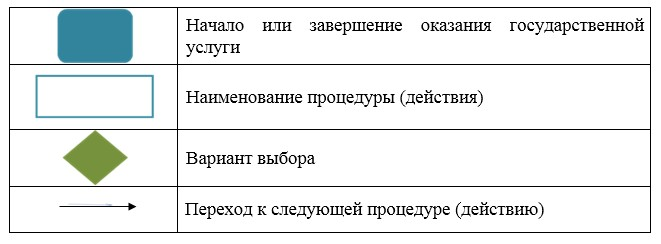 Начало или завершение оказания государственной
услуги
Наименование процедуры (действия)
Вариант выбора
Переход к следующей процедуре (действию)